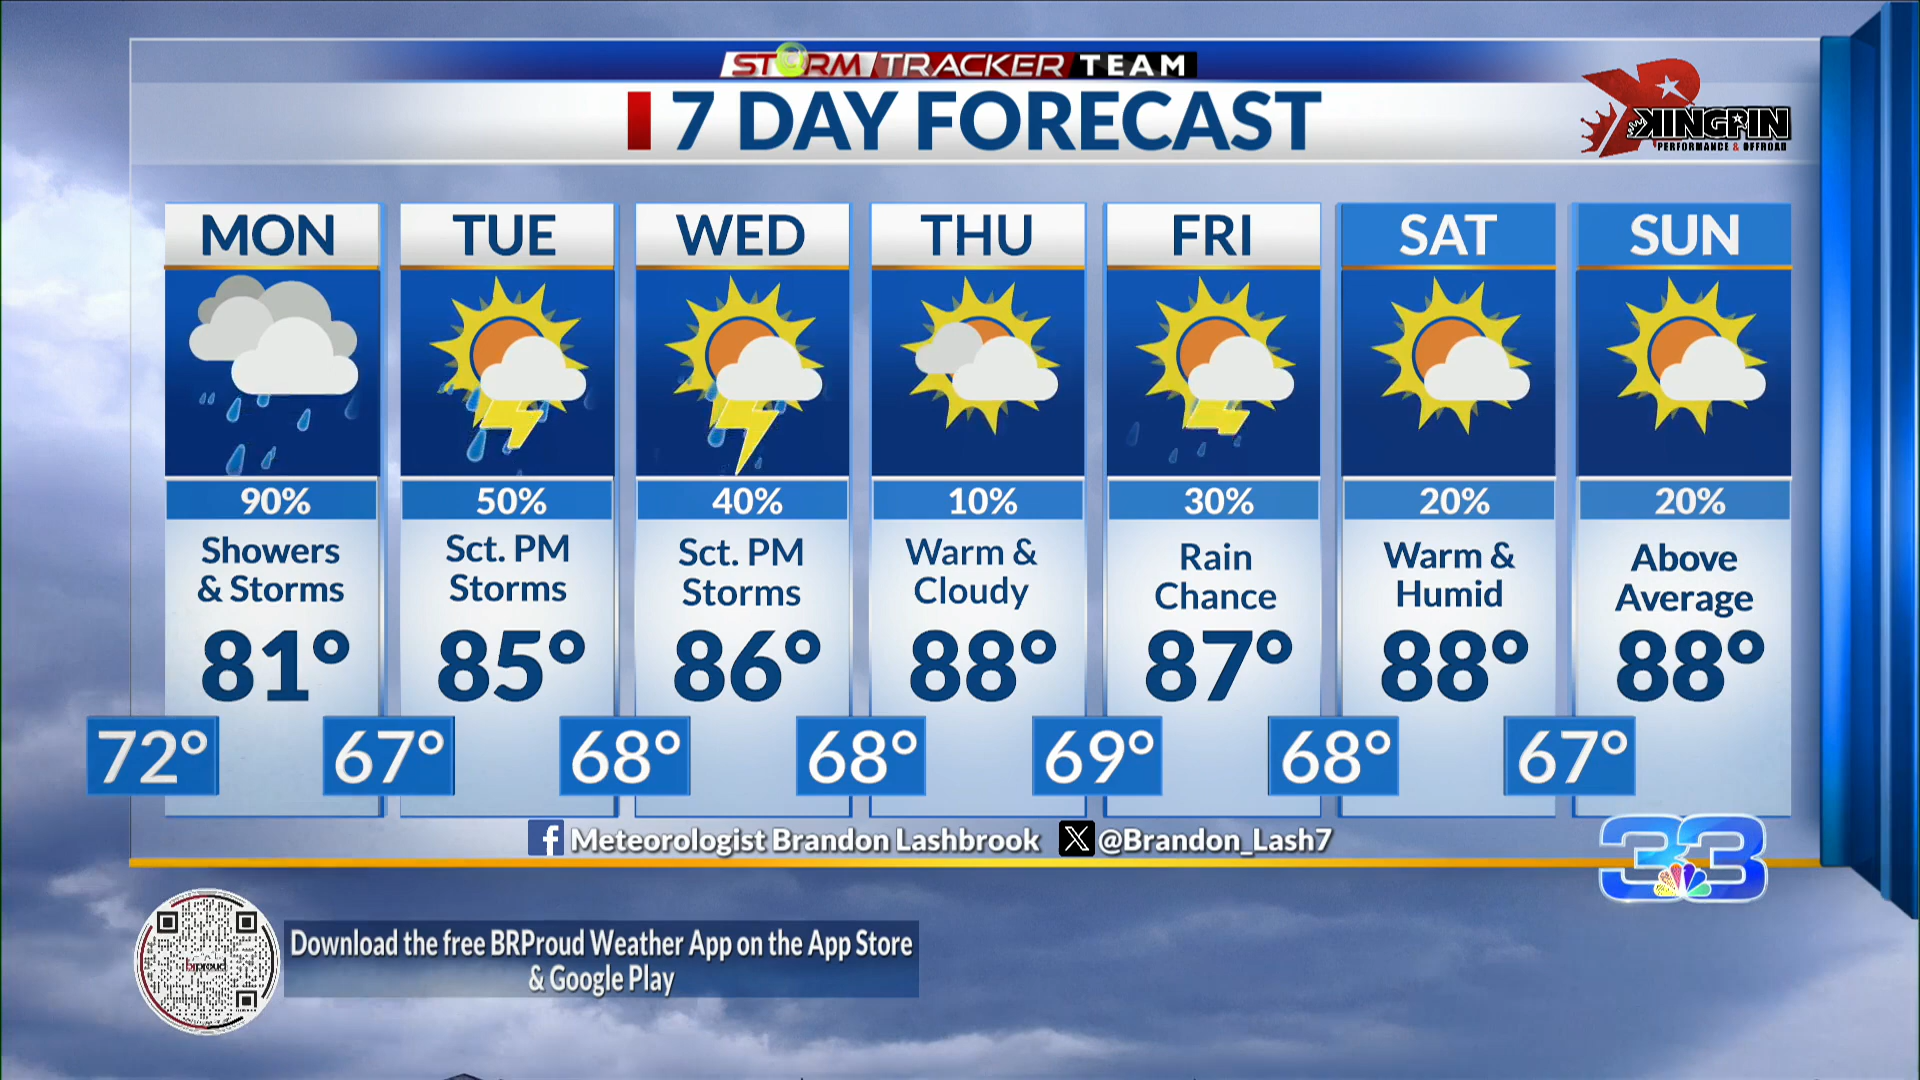 STORM TRACKER TEAM
7 DAY FORECAST
KINGPIN
PERFORMANCE & OFFROAD
MON TUE WED THU FRI SAT SUN
90% 50% 40% 10% 30% 20% 20%
Showers
& Storms
Sct. PM
Storms
Sct. PM
Storms
Warm &
Cloudy
Rain
Chance
Warm &
Humid
Above
Average
81° 85° 86° 88° 87° 88° 88°
72° 67° 68° 68° 69° 68° 67°
f Meteorologist Brandon Lashbrook X @Brandon_Lash7
33
brproud
Download the free BRProud Weather App on the App Store
& Google Play